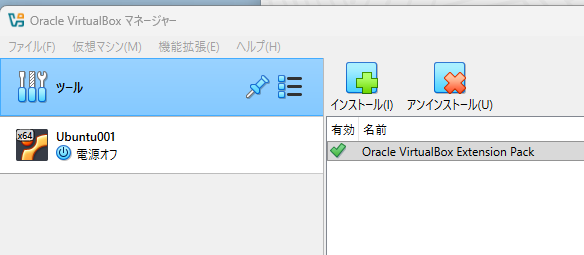 Oracle VirtualBox マネージャー
ファイル(F) 仮想マシン(M) 機能拡張(E) ヘルプ(H)
ツール
インストール(I) アンインストール(U)
x64
Ubuntu001
電源オフ
有効 名前
Oracle VirtualBox Extension Pack